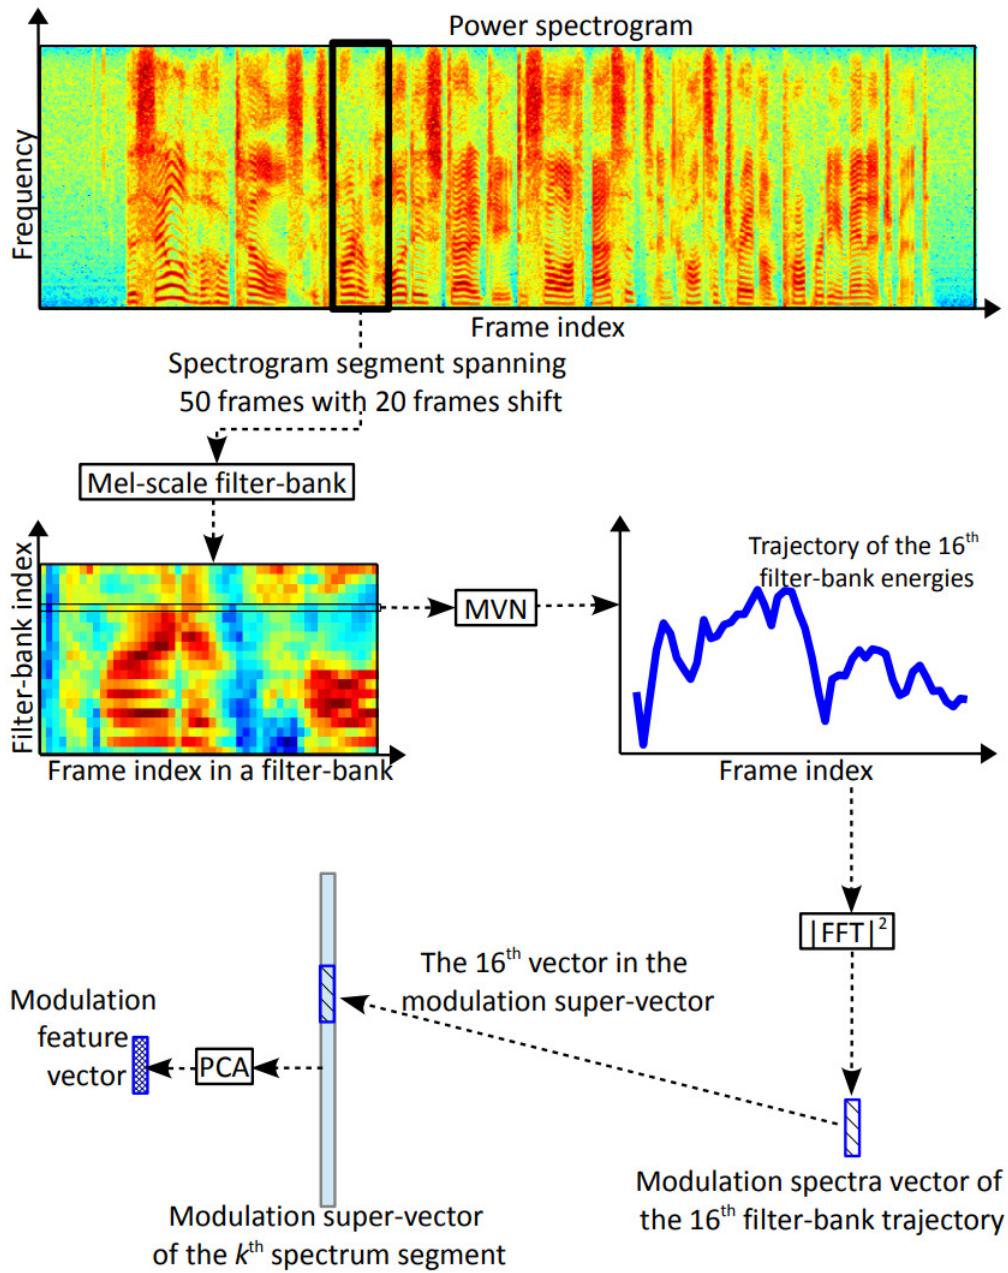 Power spectrogram
Frequency
Frame index
Spectrogram segment spanning
50 frames with 20 frames shift
Mel-scale filter-bank
Filter-bank index
Frame index in a filter-bank
MVN
Trajectory of the 16th
filter-bank energies
Frame index
|FFT|²
The 16th vector in the
modulation super-vector
Modulation
feature
vector
PCA
Modulation super-vector
of the kth spectrum segment
Modulation spectra vector of
the 16th filter-bank trajectory